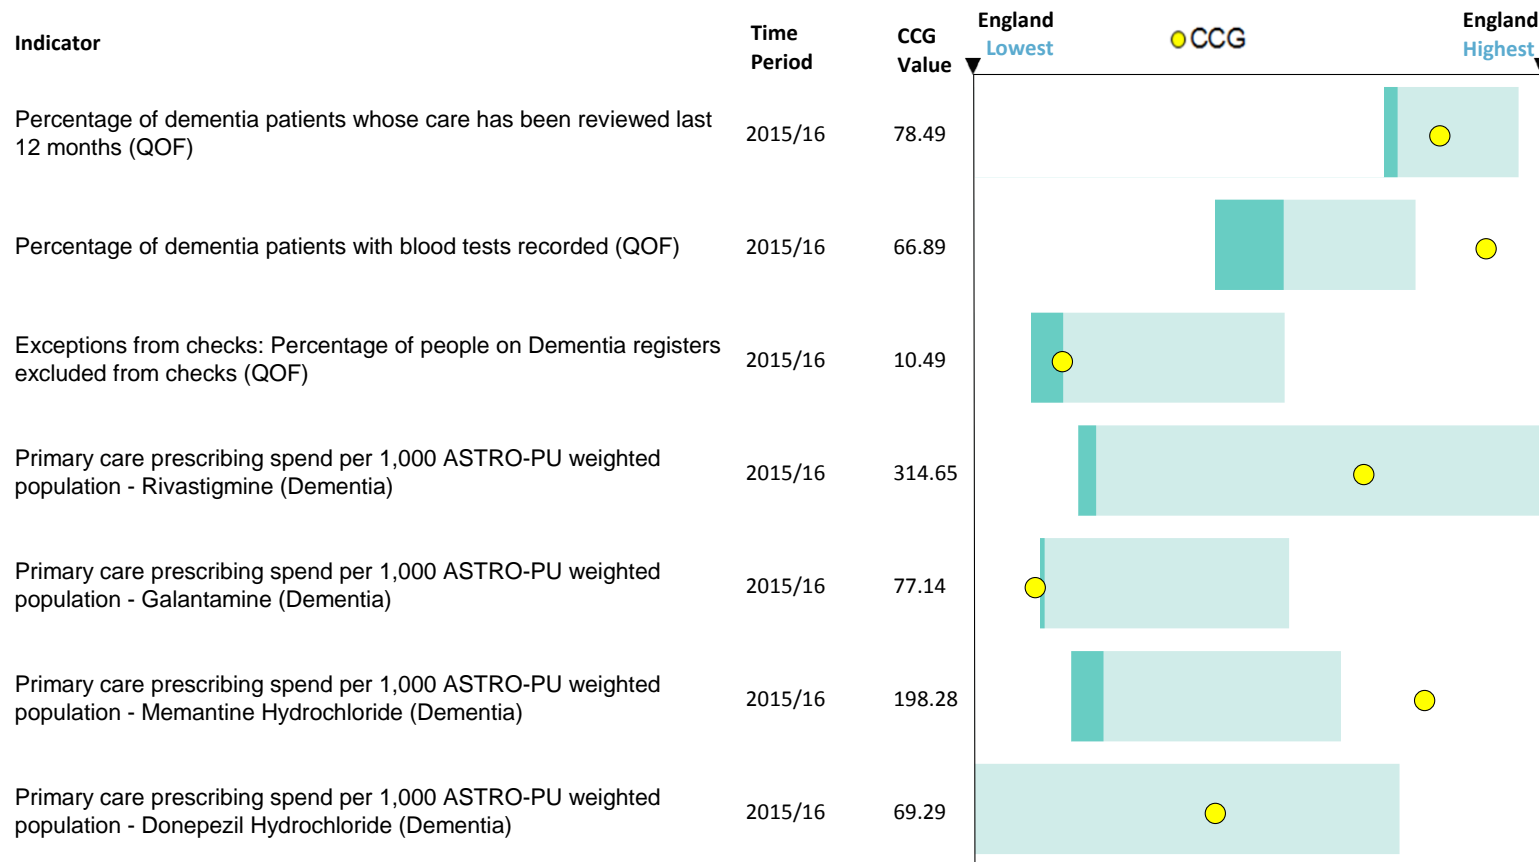 Indicator
Time
Period
CCG
Value
England
Lowest
CCG
England
Highest
Percentage of dementia patients whose care has been reviewed last
12 months (QOF)
2015/16
78.49
Percentage of dementia patients with blood tests recorded (QOF)
2015/16
66.89
Exceptions from checks: Percentage of people on Dementia registers
excluded from checks (QOF)
2015/16
10.49
Primary care prescribing spend per 1,000 ASTRO-PU weighted
population - Rivastigmine (Dementia)
2015/16
314.65
Primary care prescribing spend per 1,000 ASTRO-PU weighted
population - Galantamine (Dementia)
2015/16
77.14
Primary care prescribing spend per 1,000 ASTRO-PU weighted
population - Memantine Hydrochloride (Dementia)
2015/16
198.28
Primary care prescribing spend per 1,000 ASTRO-PU weighted
population - Donepezil Hydrochloride (Dementia)
2015/16
69.29